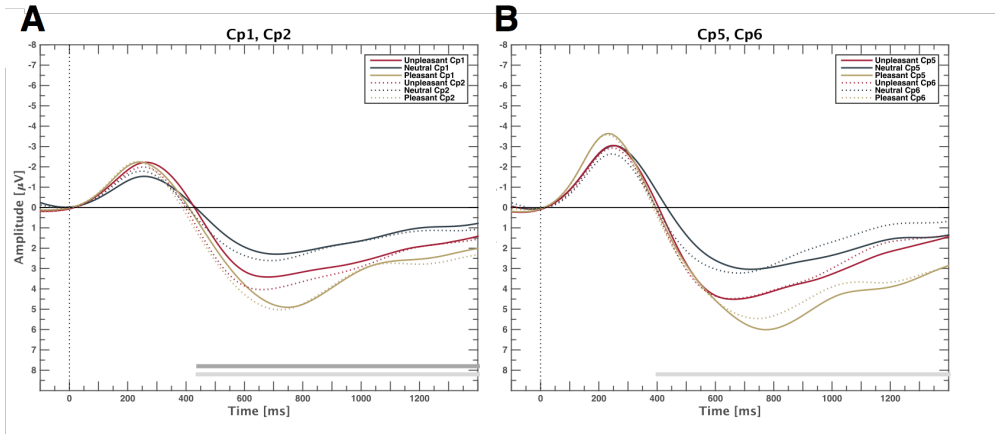 A
B
Cp1, Cp2
Cp5, Cp6
-8
-7
-6
-5
-4
-3
-2
-1
0
1
2
3
4
5
6
7
8
Amplitude [μV]
Unpleasant Cp1
Neutral Cp1
Pleasant Cp1
Unpleasant Cp2
Neutral Cp2
Pleasant Cp2
0
200
400
600
800
1000
1200
Time [ms]
-8
-7
-6
-5
-4
-3
-2
-1
0
1
2
3
4
5
6
7
8
Unpleasant Cp5
Neutral Cp5
Pleasant Cp5
Unpleasant Cp6
Neutral Cp6
Pleasant Cp6
0
200
400
600
800
1000
1200
Time [ms]